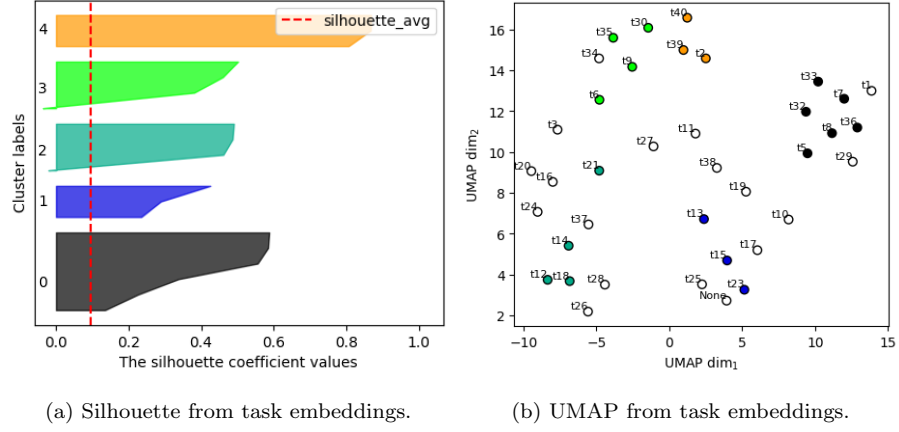 silhouette_avg
Cluster labels
4
3
2
1
0
0.0 0.2 0.4 0.6 0.8 1.0
The silhouette coefficient values
(a) Silhouette from task embeddings.
UMAP dim2
16
14
12
10
8
6
4
2
t40
t30
t35
t39
t2
t34
t9
t33
t1
t7
t6
t32
t36
t3
t11
t8
t27
t5
t29
t38
t20
t21
t16
t19
t24
t13
t10
t37
t14
t17
t15
t12
t18
t28
t25
t23
None
t26
−10 −5 0 5 10 15
UMAP dim1
(b) UMAP from task embeddings.